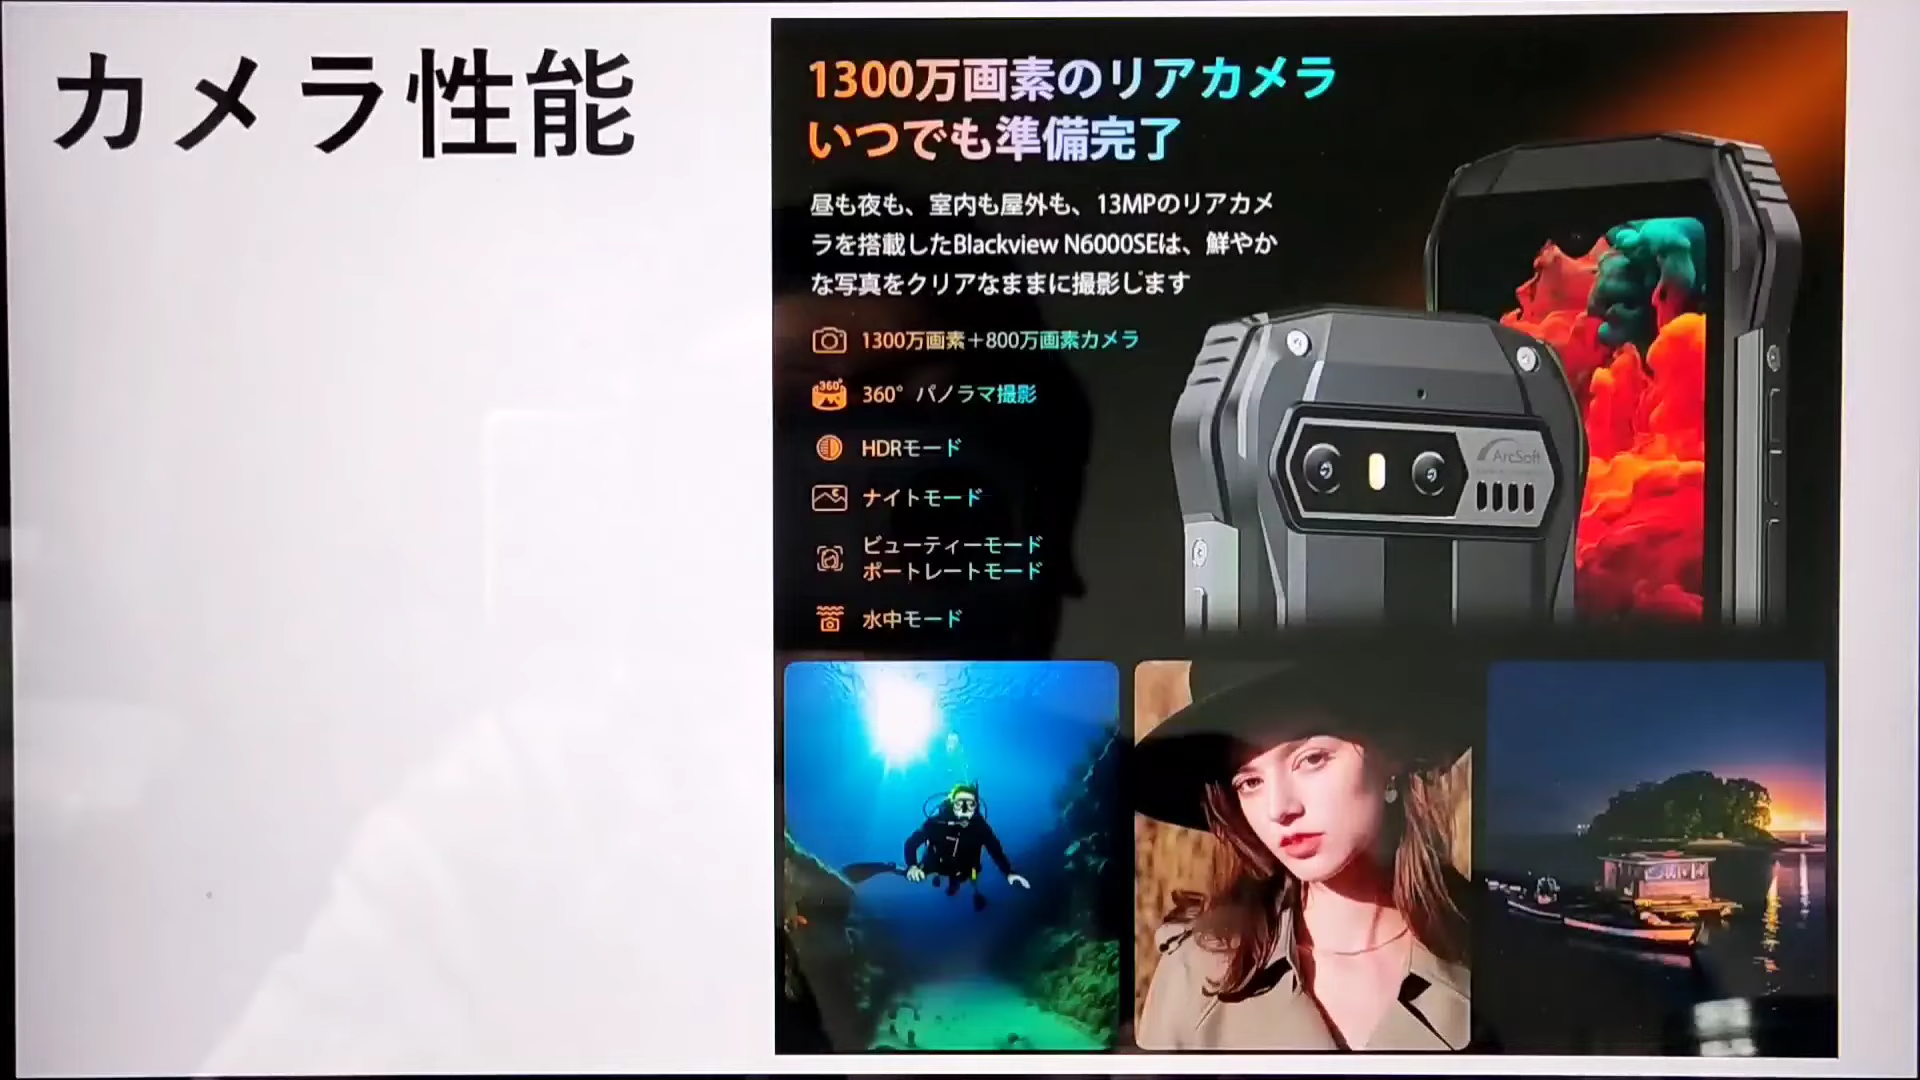 カメラ性能
1300万画素のリアカメラ
いつでも準備完了
昼も夜も、室内も屋外も、13MPのリアカメ
ラを搭載したBlackview N6000SEは、鮮やか
な写真をクリアなままに撮影します
1300万画素+800万画素カメラ
360° パノラマ撮影
HDRモード
ナイトモード
ビューティーモード
ポートレートモード
水中モード
360°
ArcSoft